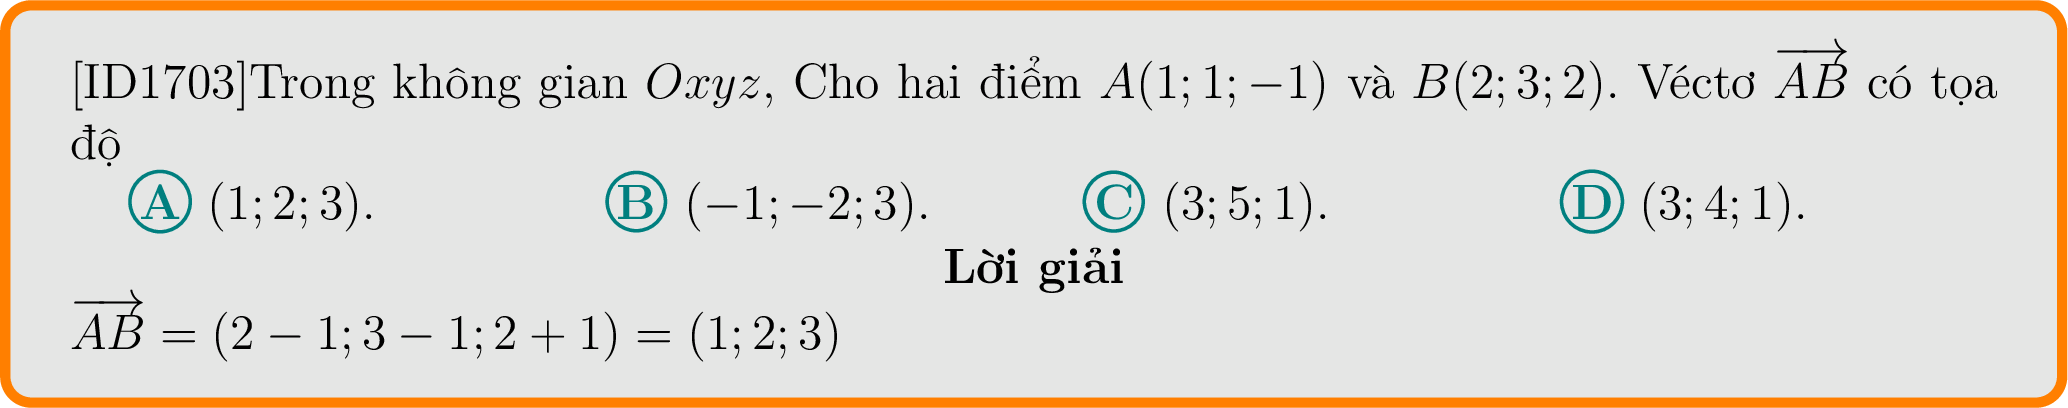 [ID1703]Trong không gian Oxyz, Cho hai điểm A(1; 1; −1) và B(2; 3; 2). Véctơ $\overrightarrow{AB}$ có tọa
độ
A (1; 2; 3). B (−1; −2; 3). C (3; 5; 1). D (3; 4; 1).
Lời giải
$\overrightarrow{AB}$ = (2 − 1; 3 − 1; 2 + 1) = (1; 2; 3)